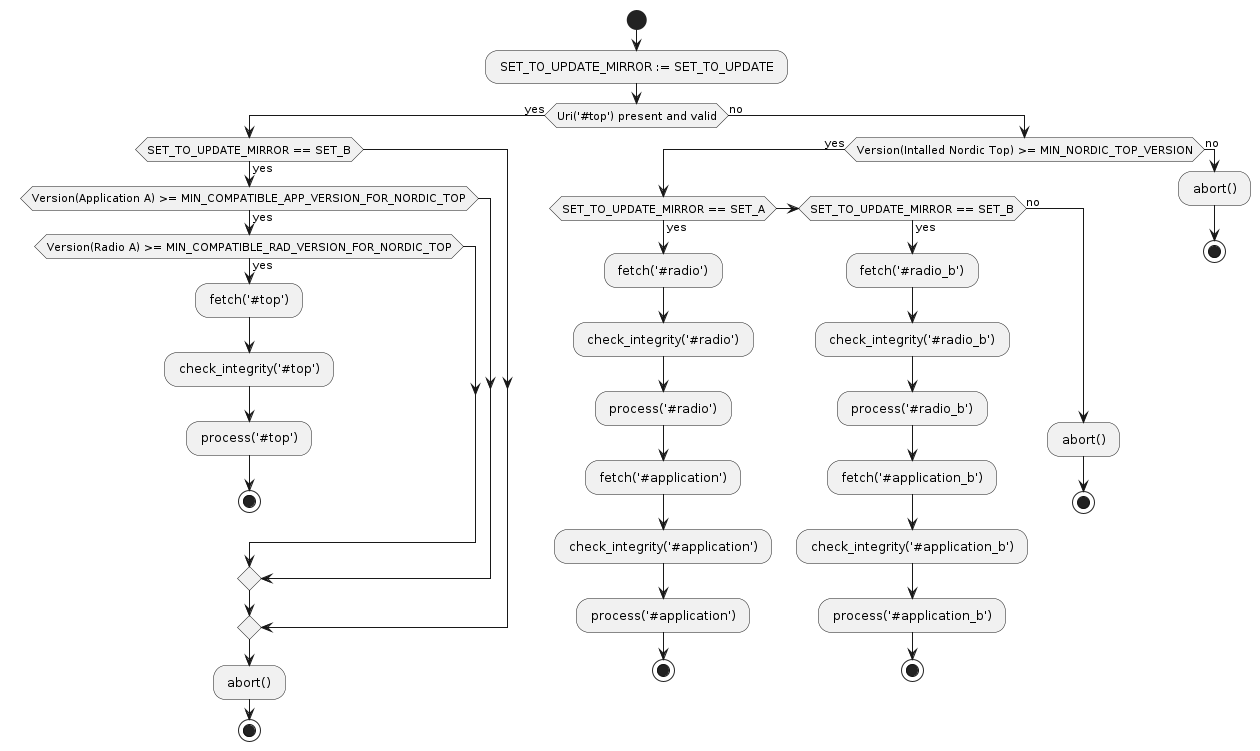 SET_TO_UPDATE_MIRROR := SET_TO_UPDATE
yes
Uri('#top') present and valid
no
SET_TO_UPDATE_MIRROR == SET_B
yes
Version(Application A) >= MIN_COMPATIBLE_APP_VERSION_FOR_NORDIC_TOP
yes
Version(Radio A) >= MIN_COMPATIBLE_RAD_VERSION_FOR_NORDIC_TOP
yes
fetch('#top')
check_integrity('#top')
process('#top')
abort()
yes
Version(Intalled Nordic Top) >= MIN_NORDIC_TOP_VERSION
no
SET_TO_UPDATE_MIRROR == SET_A
yes
fetch('#radio')
check_integrity('#radio')
process('#radio')
fetch('#application')
check_integrity('#application')
process('#application')
SET_TO_UPDATE_MIRROR == SET_B
no
yes
fetch('#radio_b')
check_integrity('#radio_b')
process('#radio_b')
fetch('#application_b')
check_integrity('#application_b')
process('#application_b')
abort()
abort()